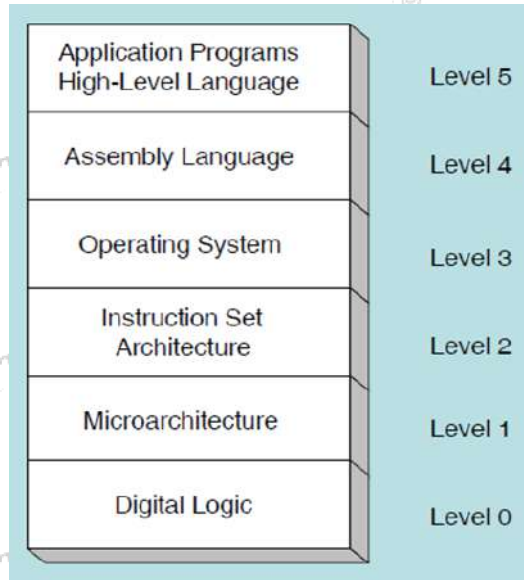 Application Programs
High-Level Language
Level 5
Assembly Language
Level 4
Operating System
Level 3
Instruction Set
Architecture
Level 2
Microarchitecture
Level 1
Digital Logic
Level 0